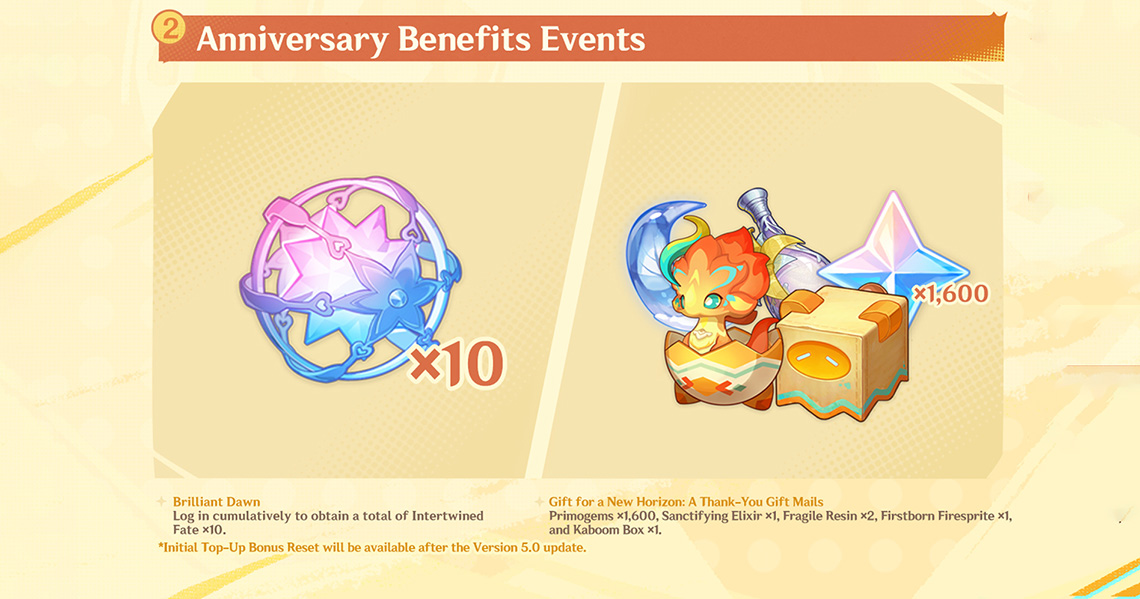 2 Anniversary Benefits Events
×10
×1,600
Brilliant Dawn
Log in cumulatively to obtain a total of Intertwined
Fate ×10.
*Initial Top-Up Bonus Reset will be available after the Version 5.0 update.
Gift for a New Horizon: A Thank-You Gift Mails
Primogems ×1,600, Sanctifying Elixir ×1, Fragile Resin ×2, Firstborn Firesprite ×1,
and Kaboom Box ×1.